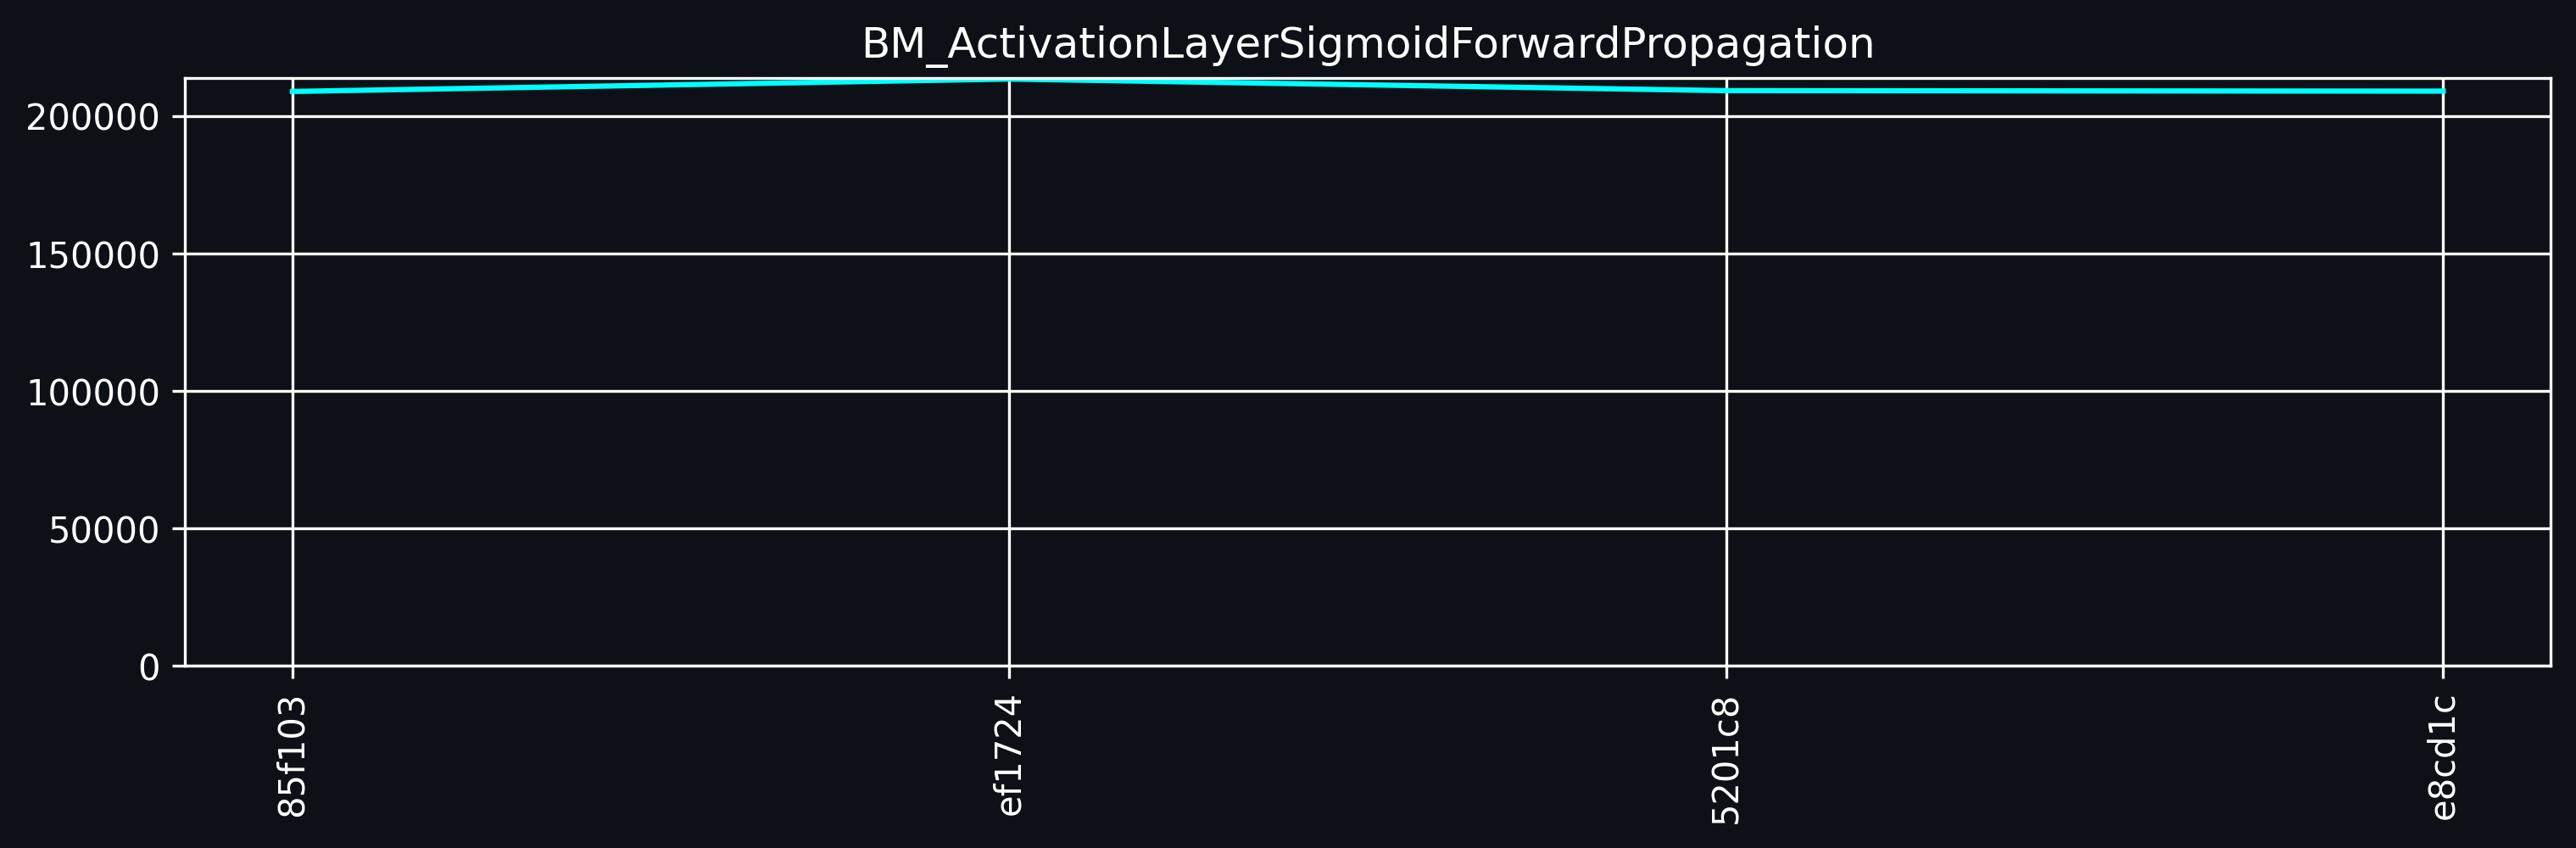 BM_ActivationLayerSigmoidForwardPropagation
200000
150000
100000
50000
0
85f103
ef1724
5201c8
e8cd1c